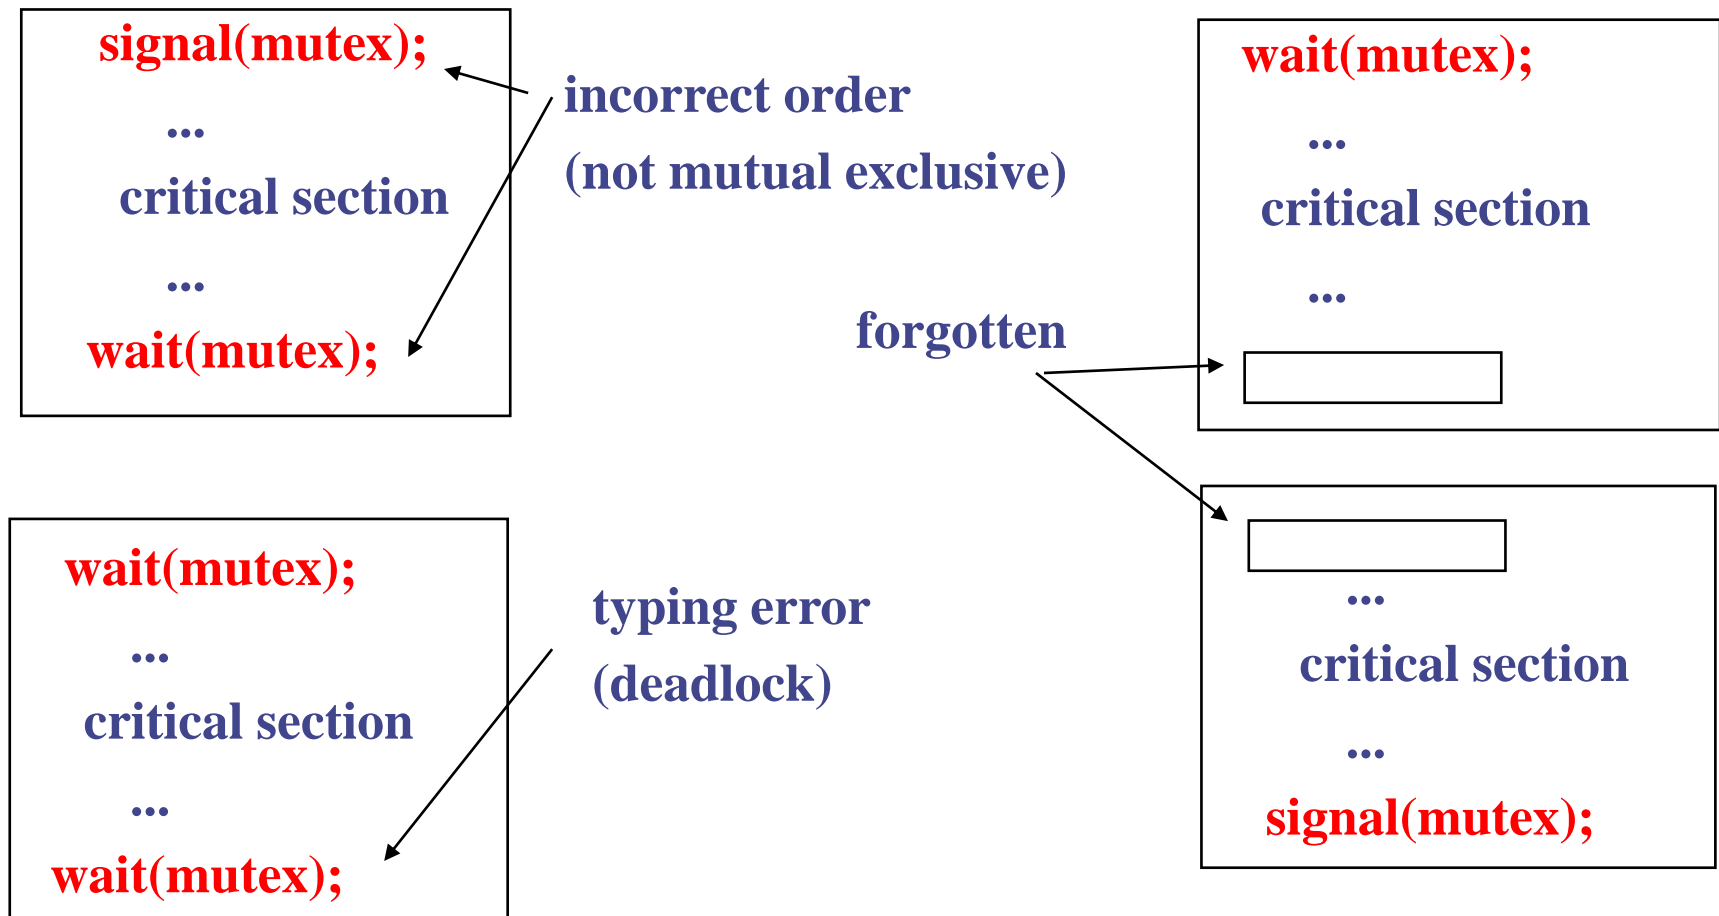 signal(mutex);
...
critical section
...
wait(mutex);
incorrect order
(not mutual exclusive)
wait(mutex);
...
critical section
...
forgotten
wait(mutex);
...
critical section
...
wait(mutex);
typing error
(deadlock)
...
critical section
...
signal(mutex);